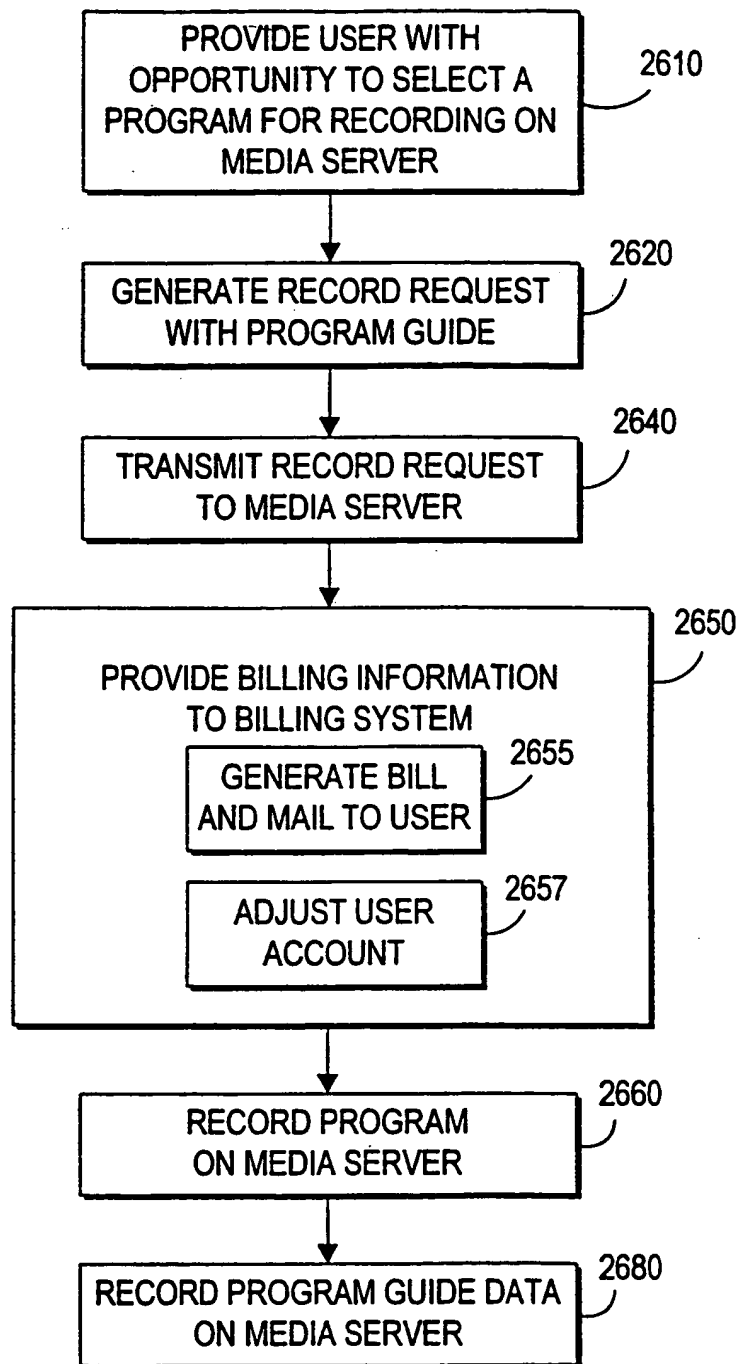 PROVIDE USER WITH
OPPORTUNITY TO SELECT A
PROGRAM FOR RECORDING ON
MEDIA SERVER
2610
GENERATE RECORD REQUEST
WITH PROGRAM GUIDE
2620
TRANSMIT RECORD REQUEST
TO MEDIA SERVER
2640
PROVIDE BILLING INFORMATION
TO BILLING SYSTEM
2650
GENERATE BILL
AND MAIL TO USER
2655
ADJUST USER
ACCOUNT
2657
RECORD PROGRAM
ON MEDIA SERVER
2660
RECORD PROGRAM GUIDE DATA
ON MEDIA SERVER
2680